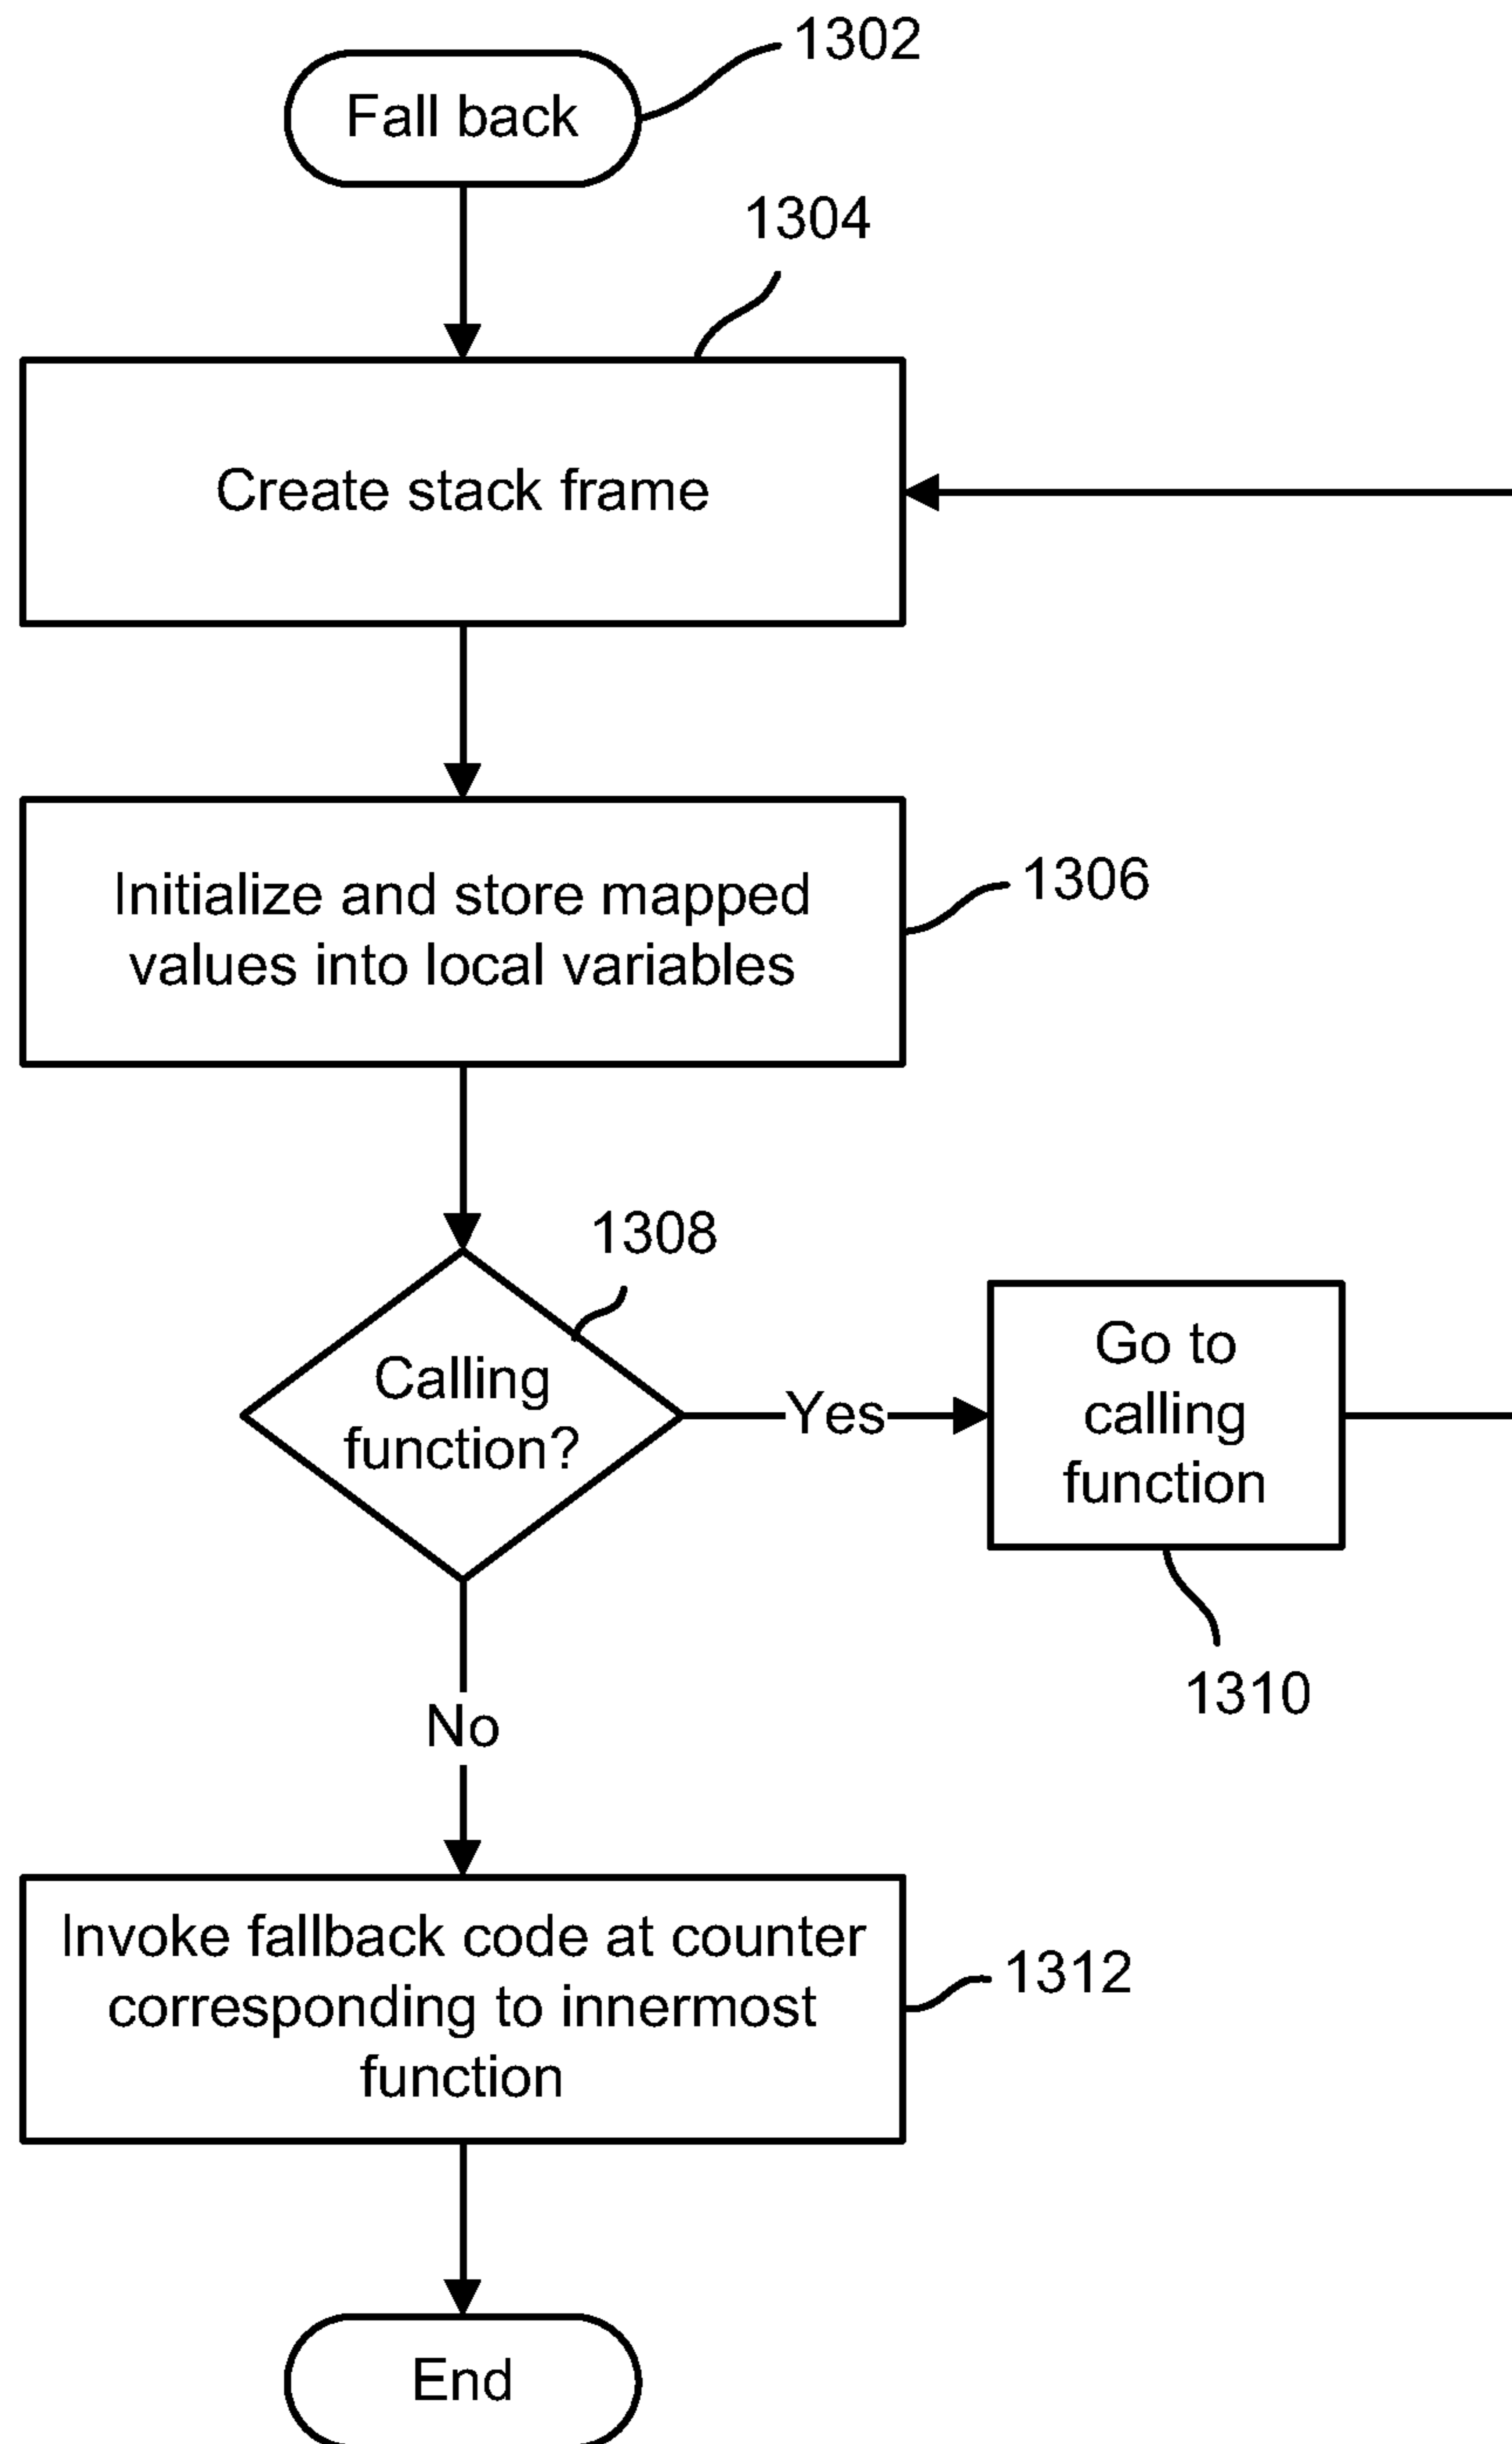 1302
Fall back
1304
Create stack frame
Initialize and store mapped
values into local variables
1306
1308
Calling
function?
Yes
Go to
calling
function
1310
No
Invoke fallback code at counter
corresponding to innermost
function
1312
End